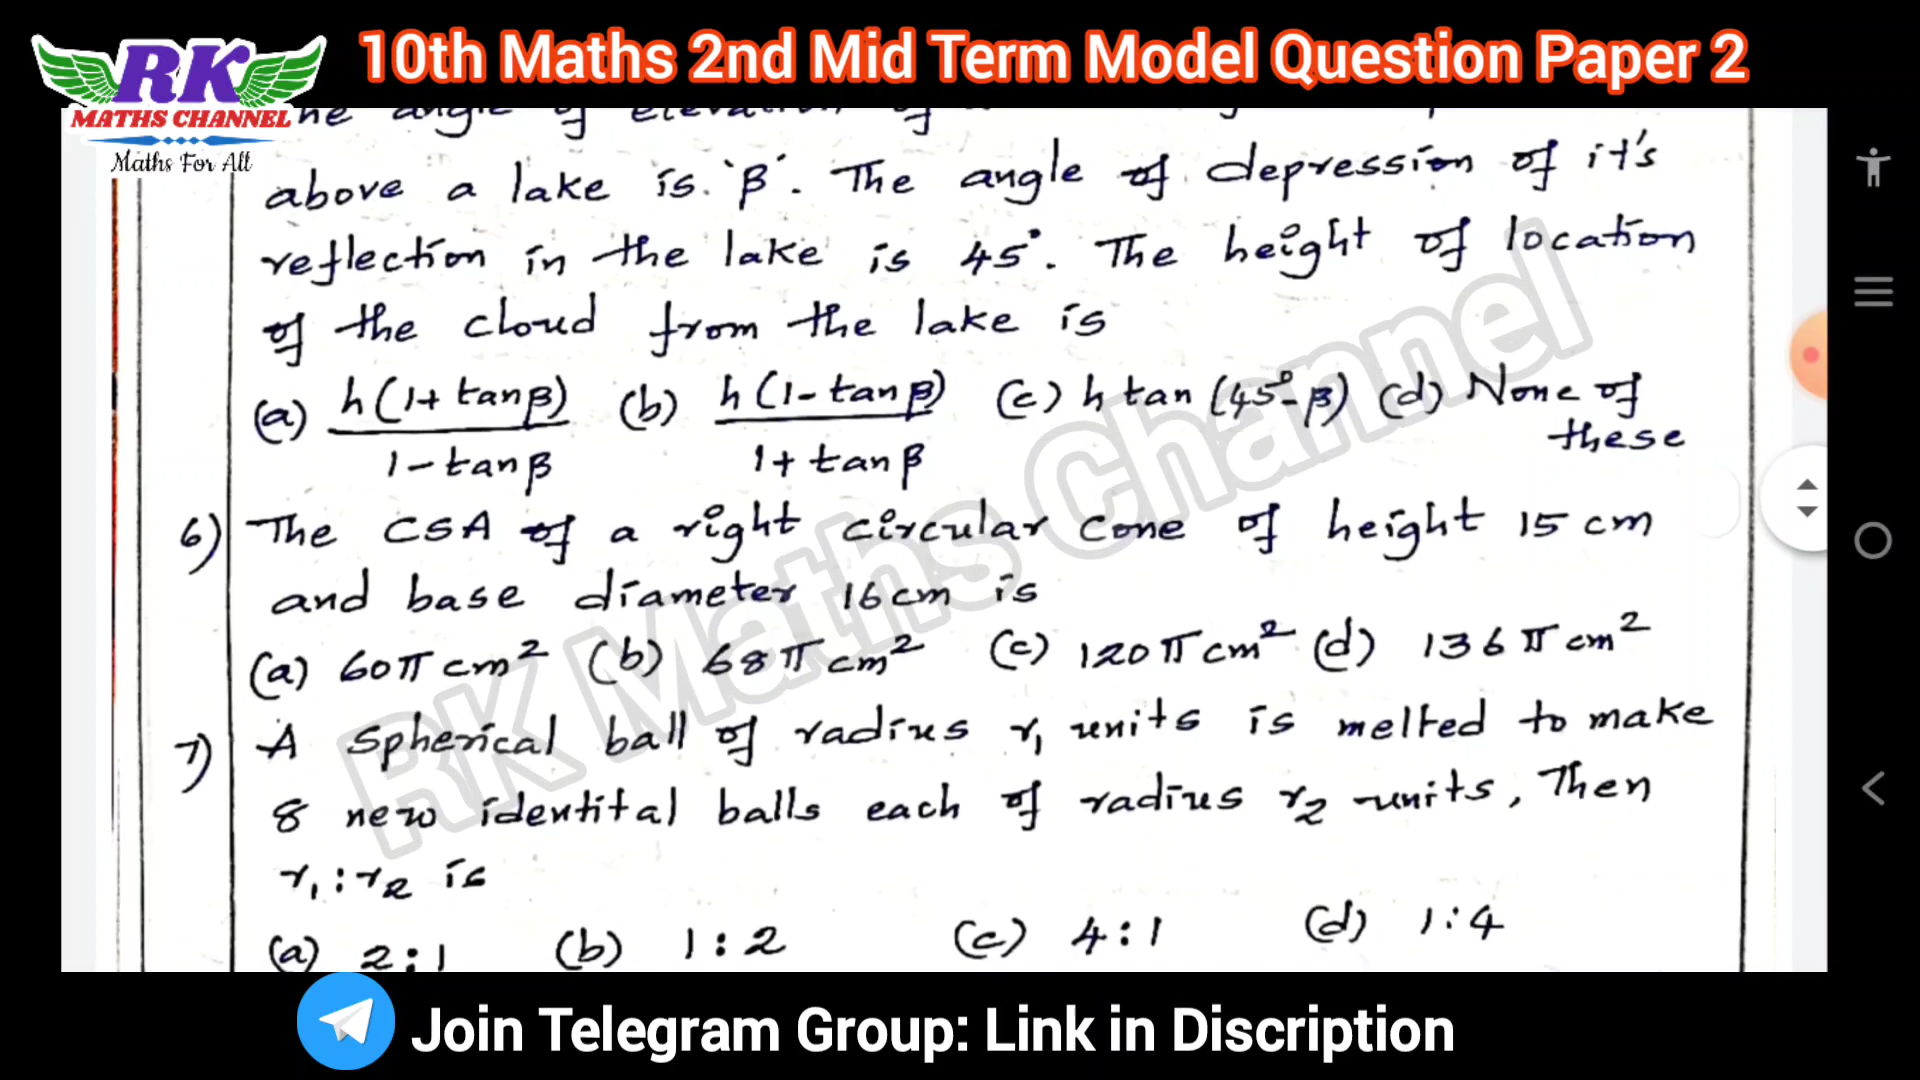 RK
MATHS CHANNEL
Maths For All
10th Maths 2nd Mid Term Model Question Paper 2
he angle of elevation of
above a lake is 'β'. The angle of depression of it's
reflection in the lake is 45°. The height of location
of the cloud from the lake is
(a) h(1+tanβ)/1-tanβ (b) h(1-tanβ)/1+tanβ (c) h tan (45°-β) (d) None of
these
6) The CSA of a right circular cone of height 15 cm
and base diameter 16cm is
(a) 60π cm² (b) 68π cm² (c) 120π cm² (d) 136π cm²
7) A spherical ball of radius r₁ units is melted to make
8 new identital balls each of radius r₂ units, Then
r₁:r₂ is
(a) 2:1 (b) 1:2 (c) 4:1 (d) 1:4
RK Maths Channel
Join Telegram Group: Link in Discription